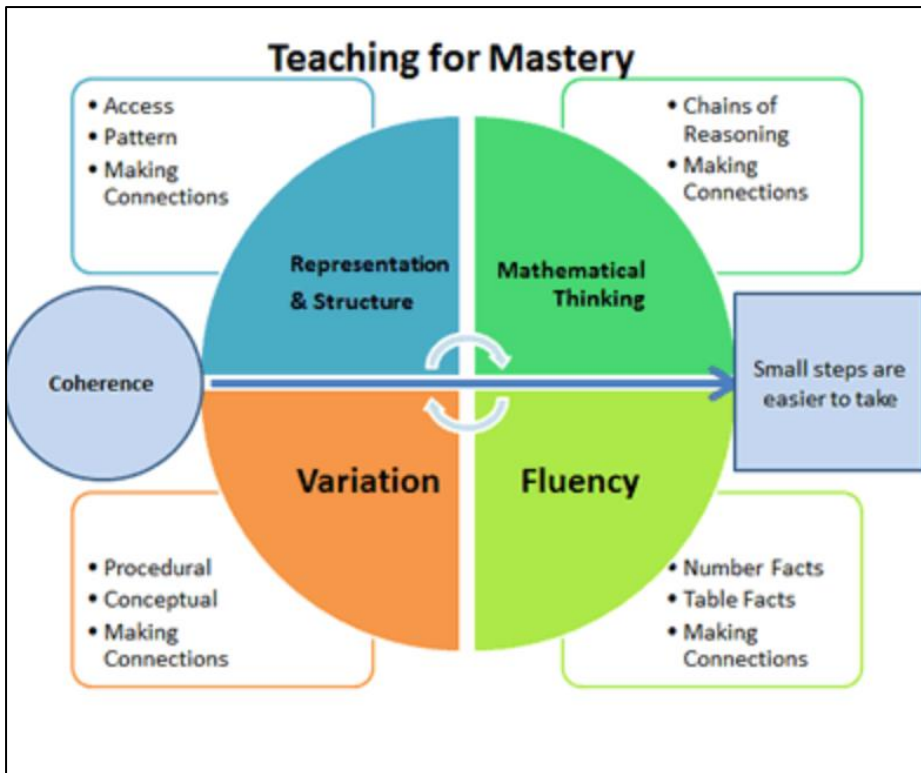 Teaching for Mastery
• Access
• Pattern
• Making
Connections
• Chains of
Reasoning
• Making
Connections
Representation
& Structure
Mathematical
Thinking
Coherence
Small steps are
easier to take
Variation
Fluency
• Procedural
• Conceptual
• Making
Connections
• Number Facts
• Table Facts
• Making
Connections